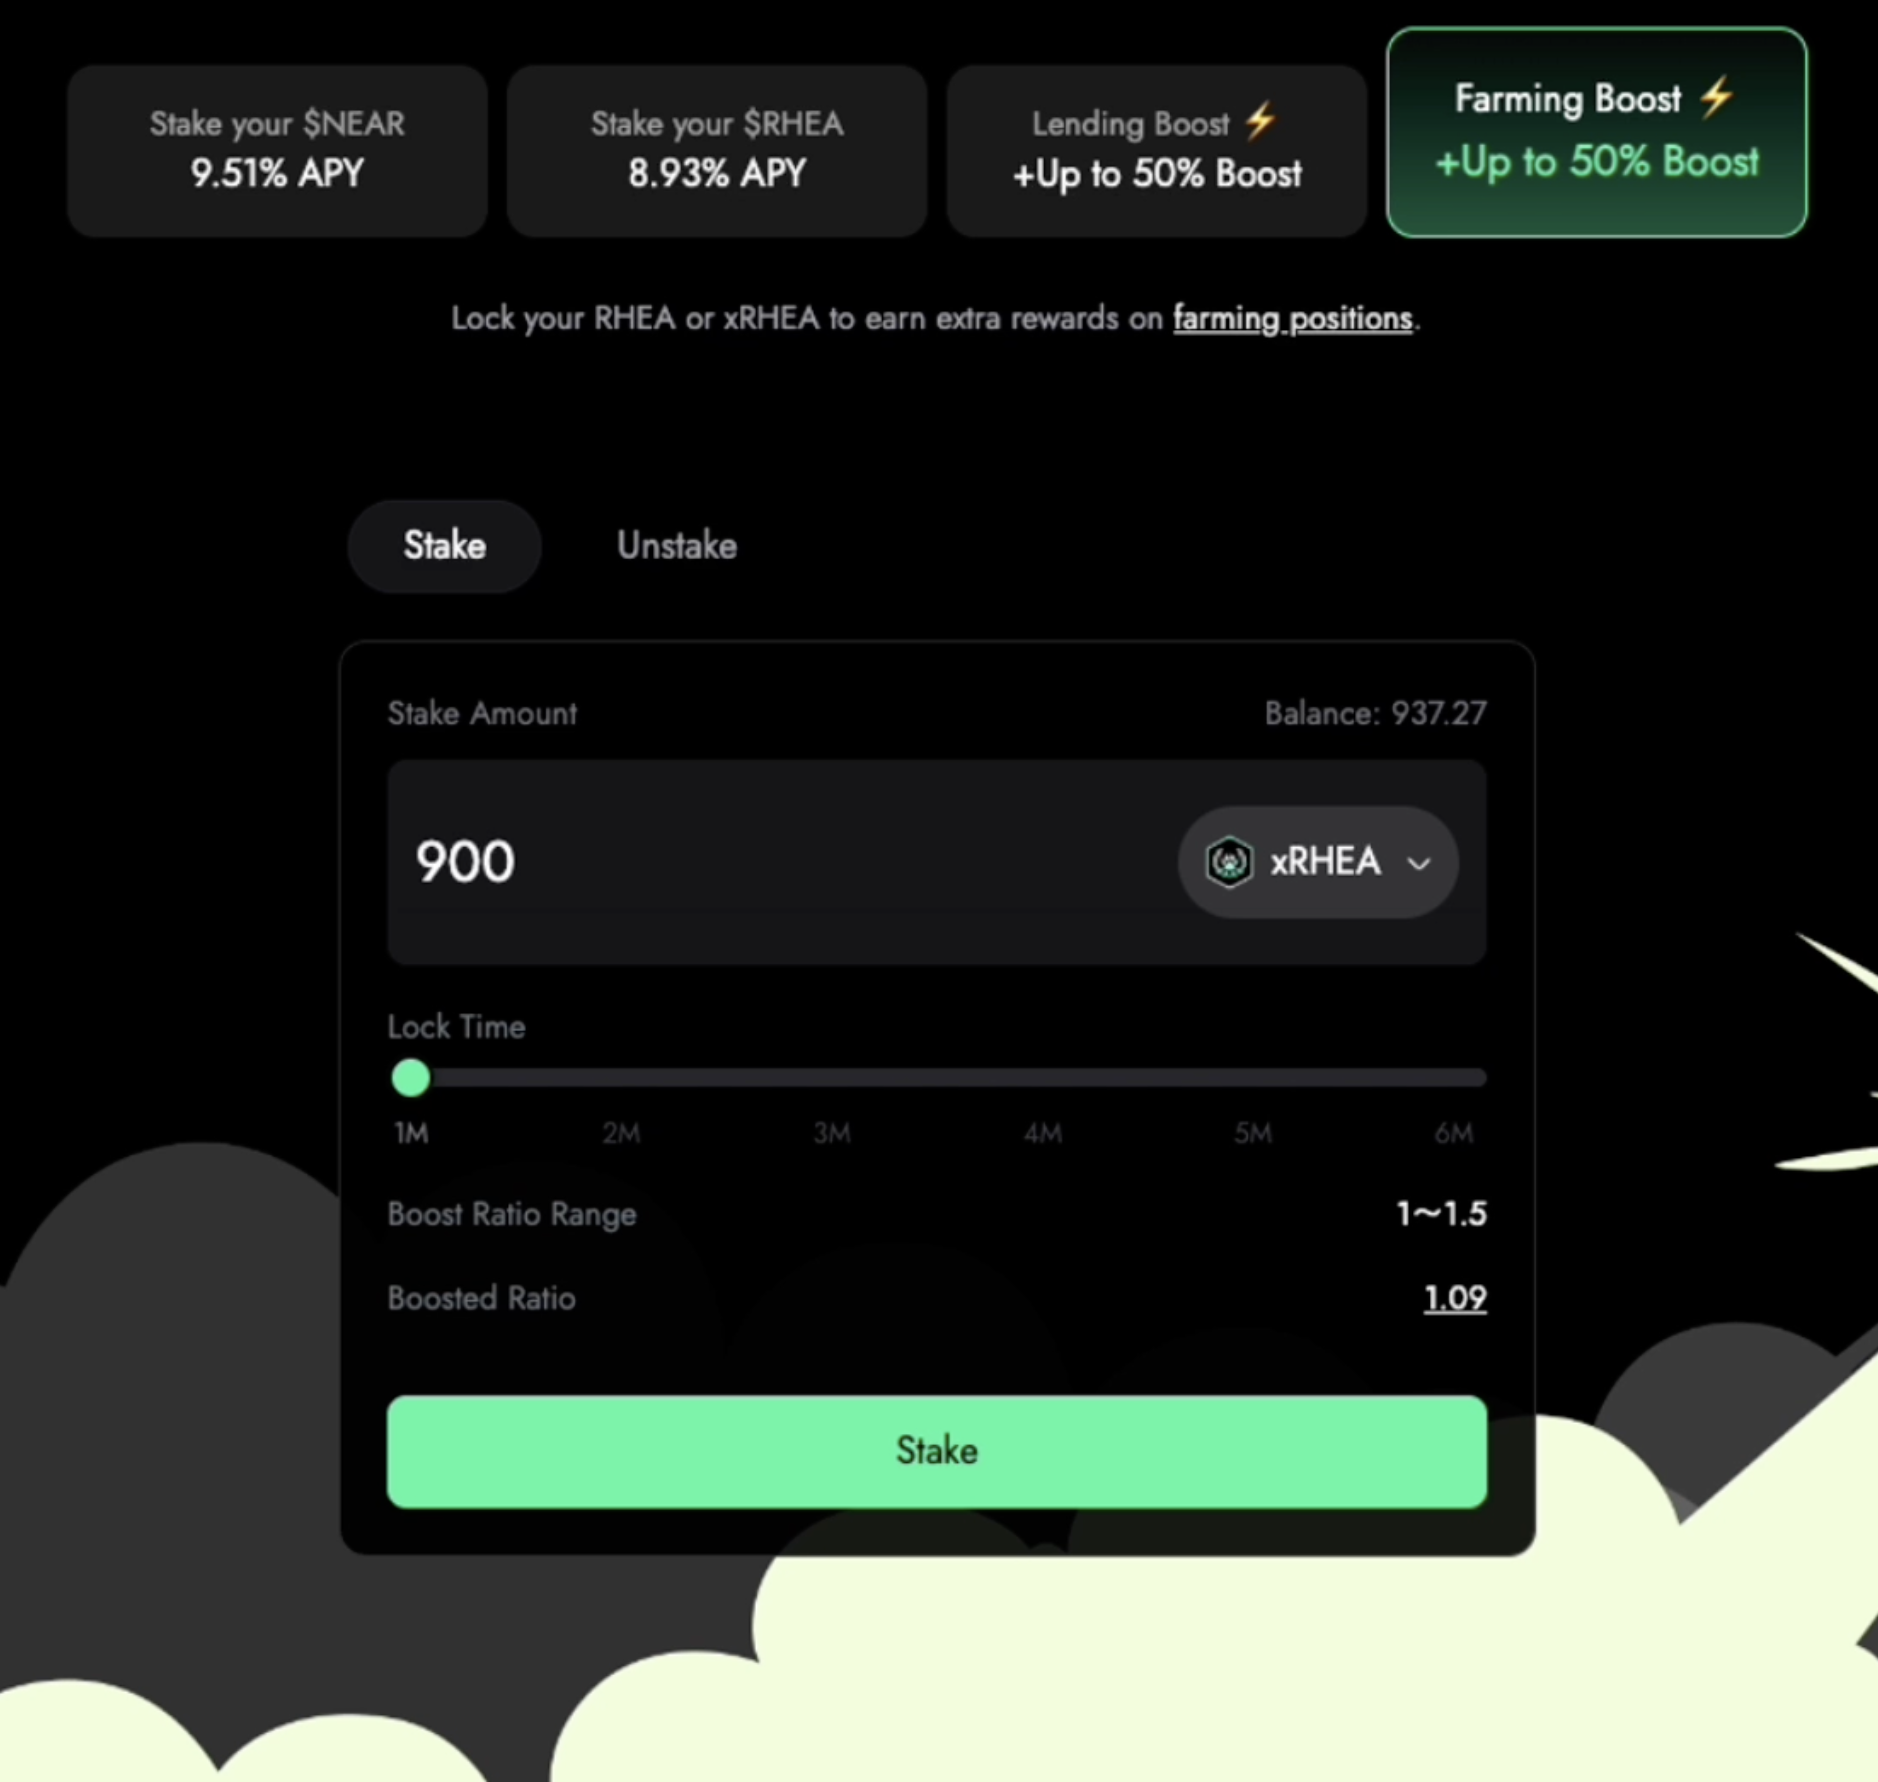 Stake your $NEAR
9.51% APY
Stake your $RHEA
8.93% APY
Lending Boost ⚡
+Up to 50% Boost
Farming Boost ⚡
+Up to 50% Boost
Lock your RHEA or xRHEA to earn extra rewards on farming positions.
Stake Unstake
Stake Amount Balance: 937.27
900 xRHEA
Lock Time
1M 2M 3M 4M 5M 6M
Boost Ratio Range 1~1.5
Boosted Ratio 1.09
Stake